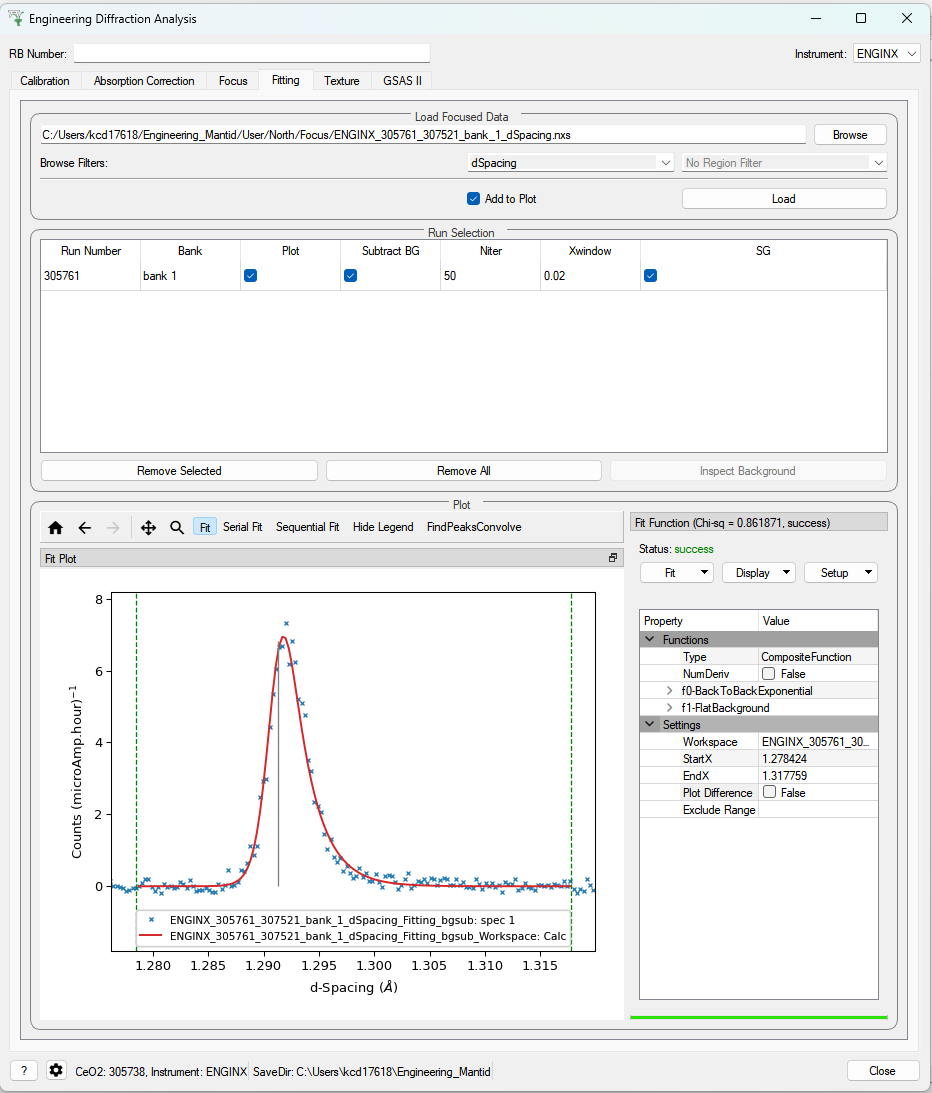 Engineering Diffraction Analysis
RB Number:
Instrument: ENGINX
Calibration Absorption Correction Focus Fitting Texture GSAS II
Load Focused Data
C:/Users/kcd17618/Engineering_Mantid/User/North/Focus/ENGINX_305761_307521_bank_1_dSpacing.nxs Browse
Browse Filters: dSpacing No Region Filter
Add to Plot Load
Run Selection
Run Number Bank Plot Subtract BG Niter Xwindow SG
305761 bank 1 50 0.02
Remove Selected Remove All Inspect Background
Plot
Fit Serial Fit Sequential Fit Hide Legend FindPeaksConvolve
Fit Plot
8
6
4
2
0
Counts (microAmp.hour)⁻¹
ENGINX_305761_307521_bank_1_dSpacing_Fitting_bgsub: spec 1
ENGINX_305761_307521_bank_1_dSpacing_Fitting_bgsub_Workspace: Calc
1.280 1.285 1.290 1.295 1.300 1.305 1.310 1.315
d-Spacing (Å)
Fit Function (Chi-sq = 0.861871, success)
Status: success
Fit Display Setup
Property Value
Functions
Type CompositeFunction
NumDeriv False
f0-BackToBackExponential
f1-FlatBackground
Settings
Workspace ENGINX_305761_30...
StartX 1.278424
EndX 1.317759
Plot Difference False
Exclude Range
? CeO2: 305738, Instrument: ENGINX SaveDir: C:\Users\kcd17618\Engineering_Mantid Close